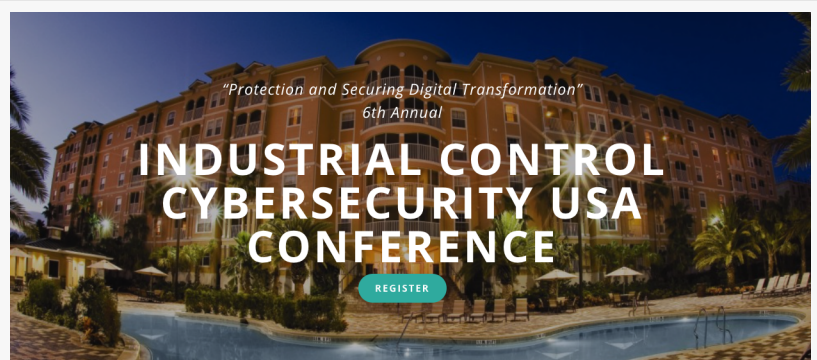 “Protection and Securing Digital Transformation”
6th Annual
INDUSTRIAL CONTROL
CYBERSECURITY USA
CONFERENCE
REGISTER